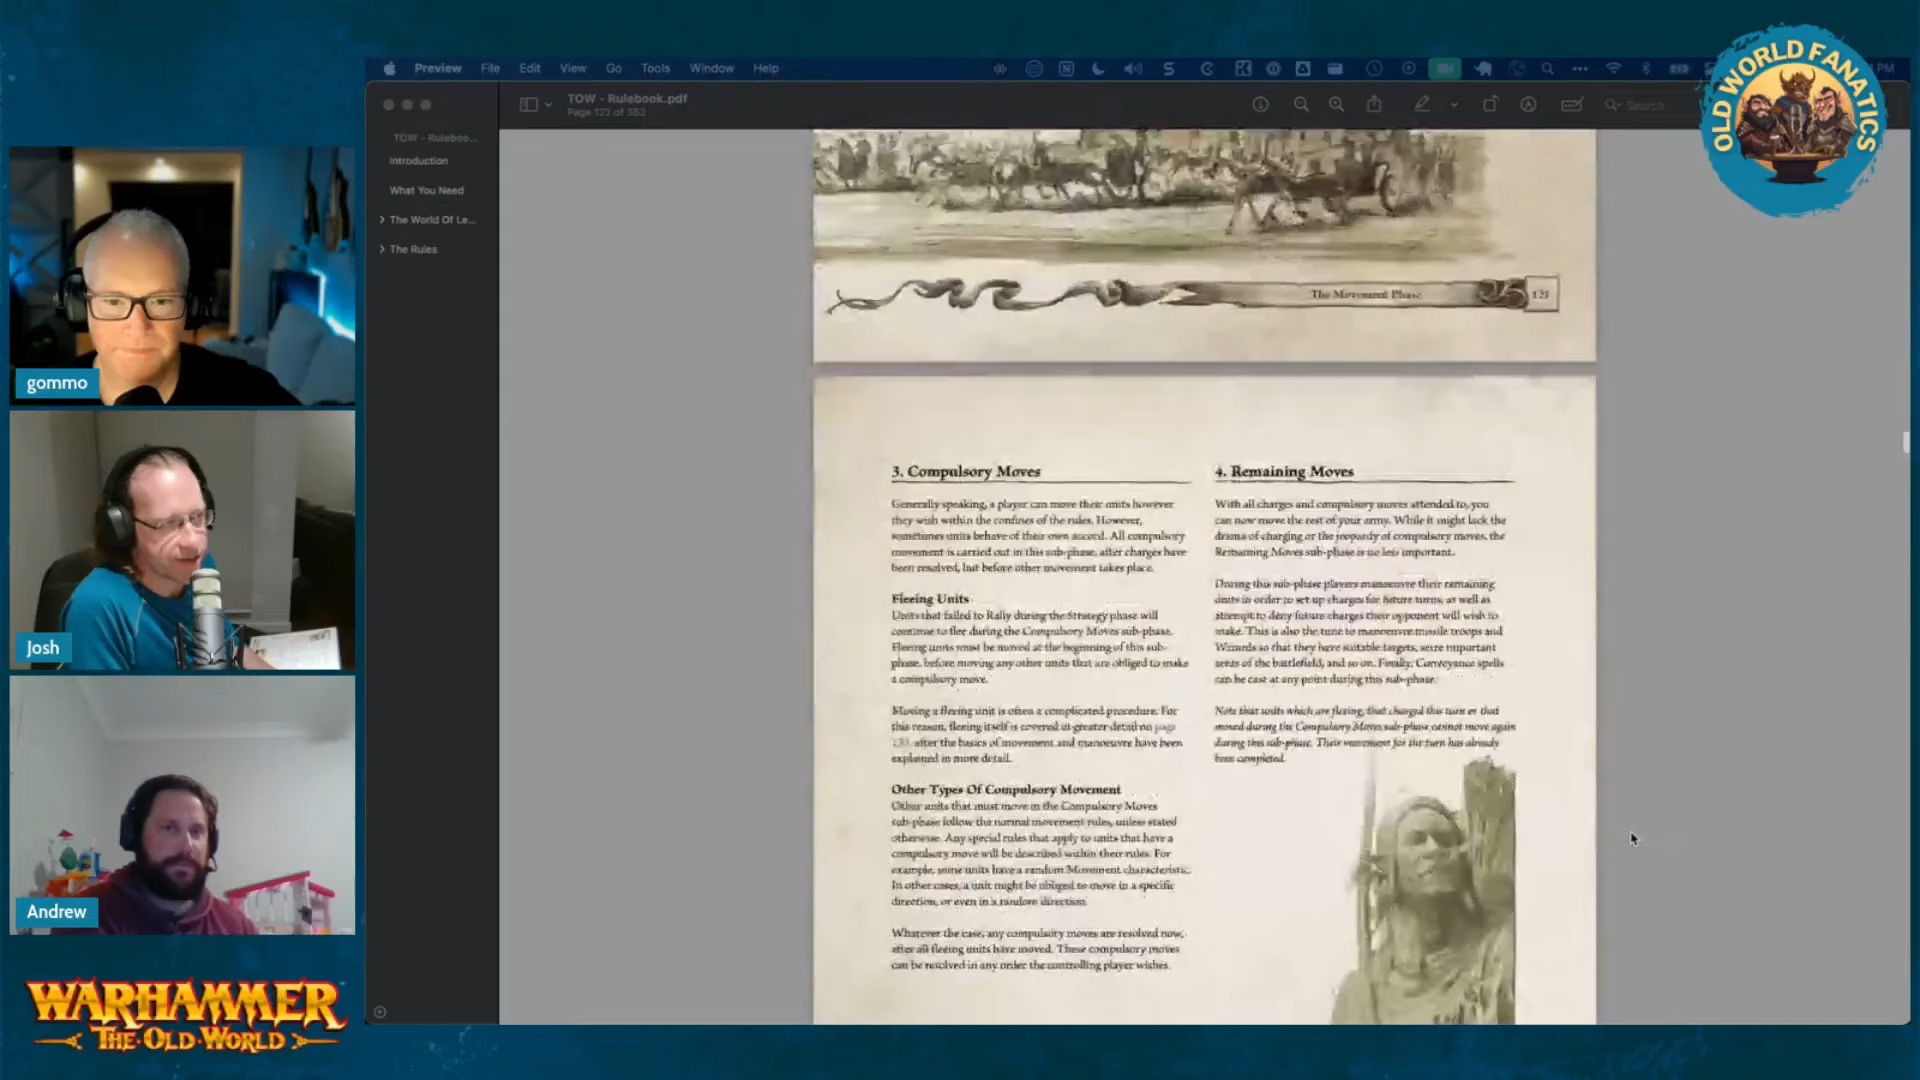 Preview File Edit View Go Tools Window Help
PM
OLD WORLD FANATICS
TOW - Rulebook.pdf
Page 122 of 353
Search
TOW - Ruleboo...
Introduction
What You Need
The World Of Le...
The Rules
gommo
Josh
Andrew
WARHAMMER
THE OLD WORLD
The Movement Phase
121
3. Compulsory Moves
Generally speaking, a player can move their units however
they wish within the confines of the rules. However,
sometimes units behave of their own accord. All compulsory
movement is carried out in this sub-phase, after charges have
been resolved, but before other movement takes place.
Fleeing Units
Units that failed to Rally during the Strategy phase will
continue to flee during the Compulsory Moves sub-phase.
Fleeing units must be moved at the beginning of this sub-
phase, before moving any other units that are obliged to make
a compulsory move.
Moving a fleeing unit is often a complicated procedure. For
this reason, fleeing itself is covered in greater detail on page
after the basics of movement and manoeuvre have been
explained in more detail.
Other Types Of Compulsory Movement
Other units that must move in the Compulsory Moves
sub-phase follow the normal movement rules, unless stated
otherwise. Any special rules that apply to units that have a
compulsory move will be described within their rules. For
example, some units have a random Movement characteristic.
In other cases, a unit might be obliged to move in a specific
direction, or even in a random direction.
Whatever the case, any compulsory moves are resolved now,
after all fleeing units have moved. These compulsory moves
can be resolved in any order the controlling player wishes.
4. Remaining Moves
With all charges and compulsory moves attended to, you
can now move the rest of your army. While it might lack the
drama of charging or the jeopardy of compulsory moves, the
Remaining Moves sub-phase is no less important.
During this sub-phase players manoeuvre their remaining
units in order to set up charges for future turns, as well as
attempt to deny future charges their opponent will wish to
make. This is also the time to manoeuvre missile troops and
Wizards so that they have suitable targets, seize important
areas of the battlefield, and so on. Finally, Conveyance spells
can be cast at any point during this sub-phase.
Note that units which are fleeing, that charged this turn or that
moved during the Compulsory Moves sub-phase cannot move again
during this sub-phase. Their movement for the turn has already
been completed.